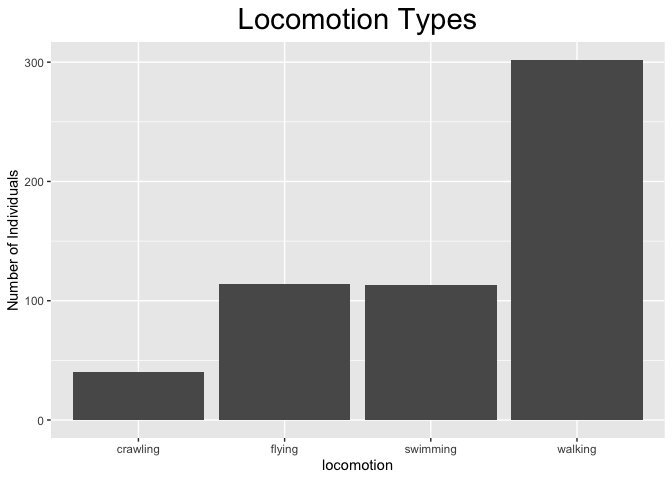 Locomotion Types
Number of Individuals
300
200
100
0
crawling flying swimming walking
locomotion